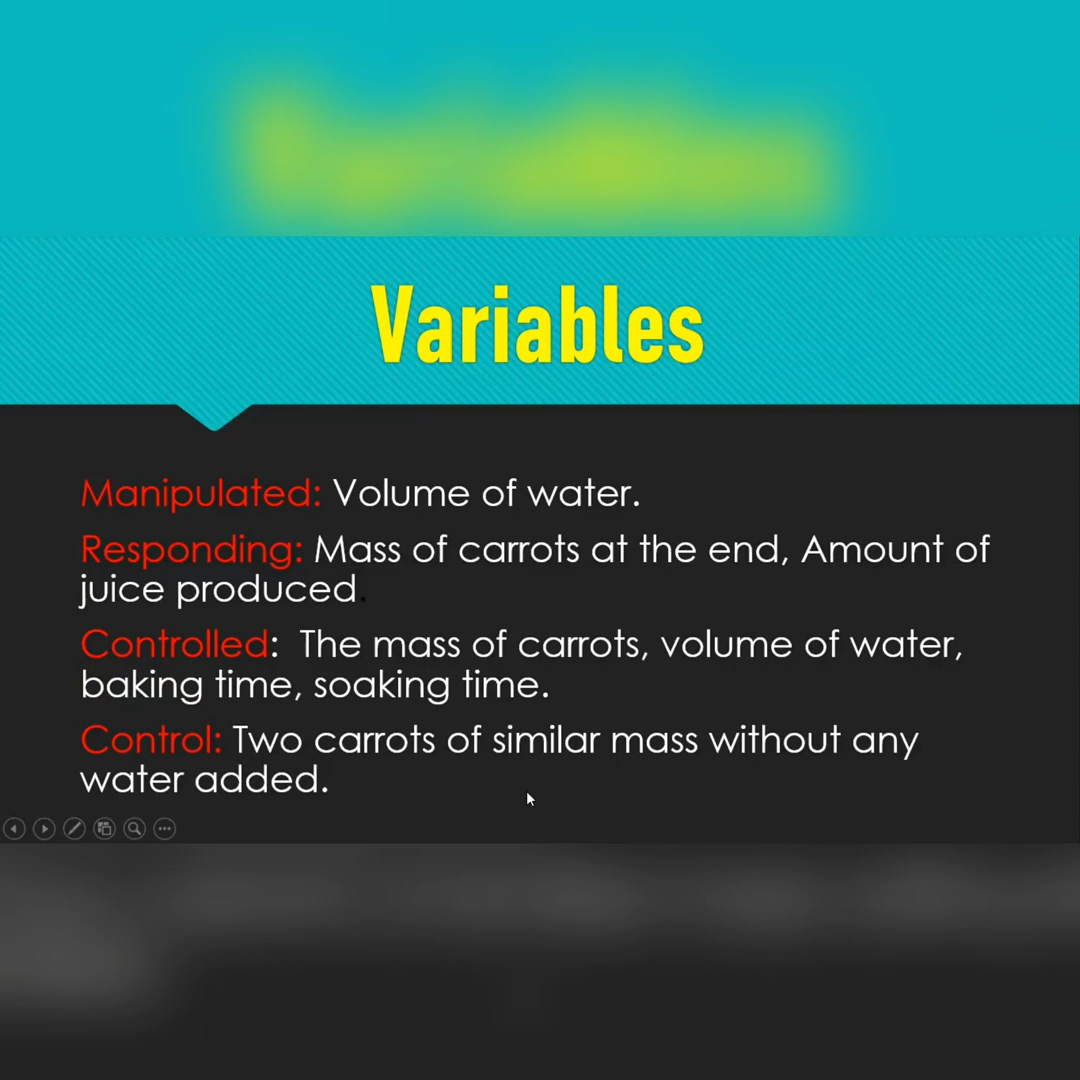 Variables
Manipulated: Volume of water.
Responding: Mass of carrots at the end, Amount of
juice produced.
Controlled:  The mass of carrots, volume of water,
baking time, soaking time.
Control: Two carrots of similar mass without any
water added.